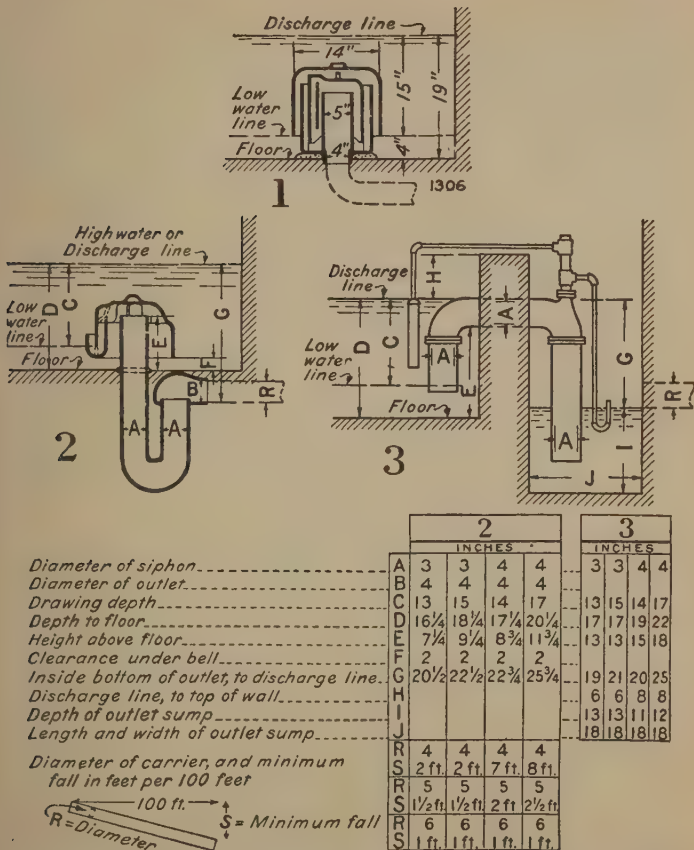 Discharge line
14"
15"
19"
Low
water
line
5"
Floor
4"
4"
1306
1
High water or
Discharge line
D
C
G
Low
water
line
E
Floor
F
B
R
A
A
2
H
Discharge
line
A
D
C
G
Low
water
line
A
E
R
Floor
A
I
J
3
2 3
INCHES INCHES
Diameter of siphon A 3 3 4 4 3 3 4 4
Diameter of outlet B 4 4 4 4
Drawing depth C 13 15 14 17 13 15 14 17
Depth to floor D 16¼ 18¼ 17¼ 20¼ 17 17 19 22
Height above floor E 7¼ 9¼ 8¾ 11¾ 13 13 15 18
Clearance under bell F 2 2 2 2
Inside bottom of outlet, to discharge line G 20½ 22½ 22¾ 25¾ 19 21 20 25
Discharge line, to top of wall H 6 6 8 8
Depth of outlet sump I 13 13 11 12
Length and width of outlet sump J 18 18 18 18
Diameter of carrier, and minimum
fall in feet per 100 feet
R 4 4 4 4
S 2 ft. 2 ft. 7 ft. 8 ft.
R 5 5 5 5
S 1½ ft. 1½ ft. 2 ft 2½ ft.
R 6 6 6 6
S 1 ft. 1 ft. 1 ft. 1 ft.
100 ft.
R = Diameter
S = Minimum fall